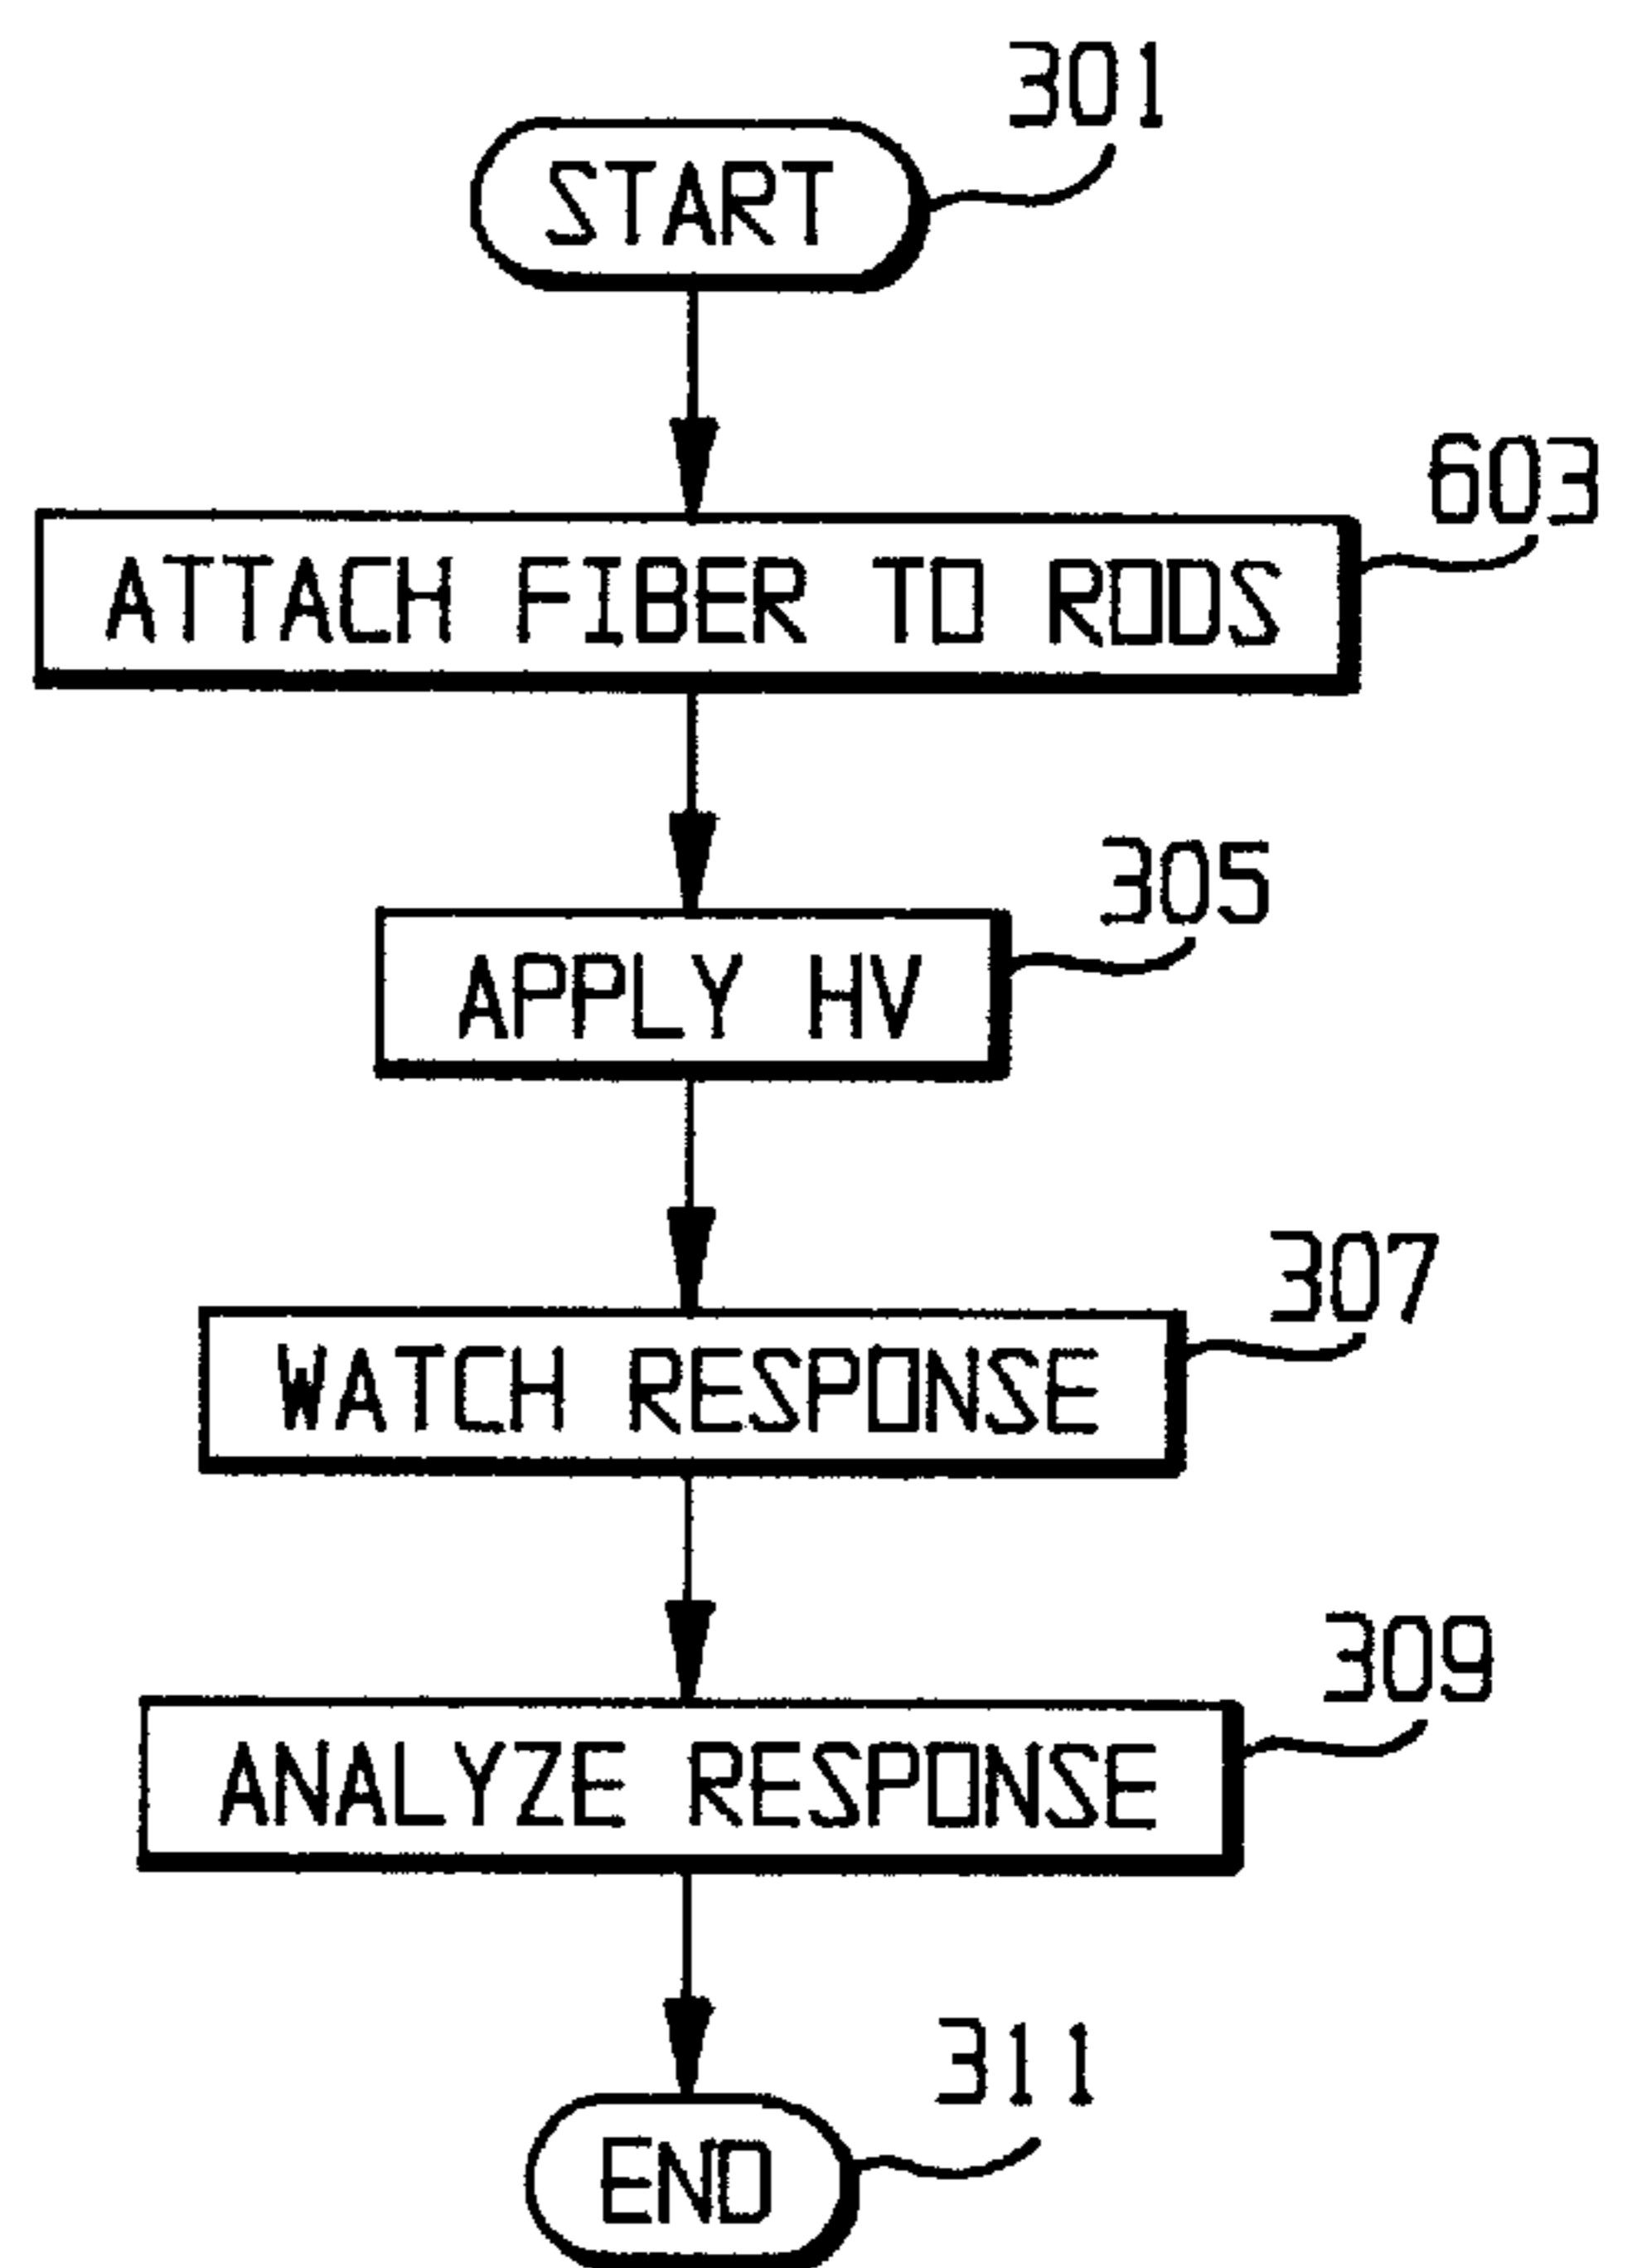 301
START
603
ATTACH FIBER TO RODS
305
APPLY HV
307
WATCH RESPONSE
309
ANALYZE RESPONSE
311
END